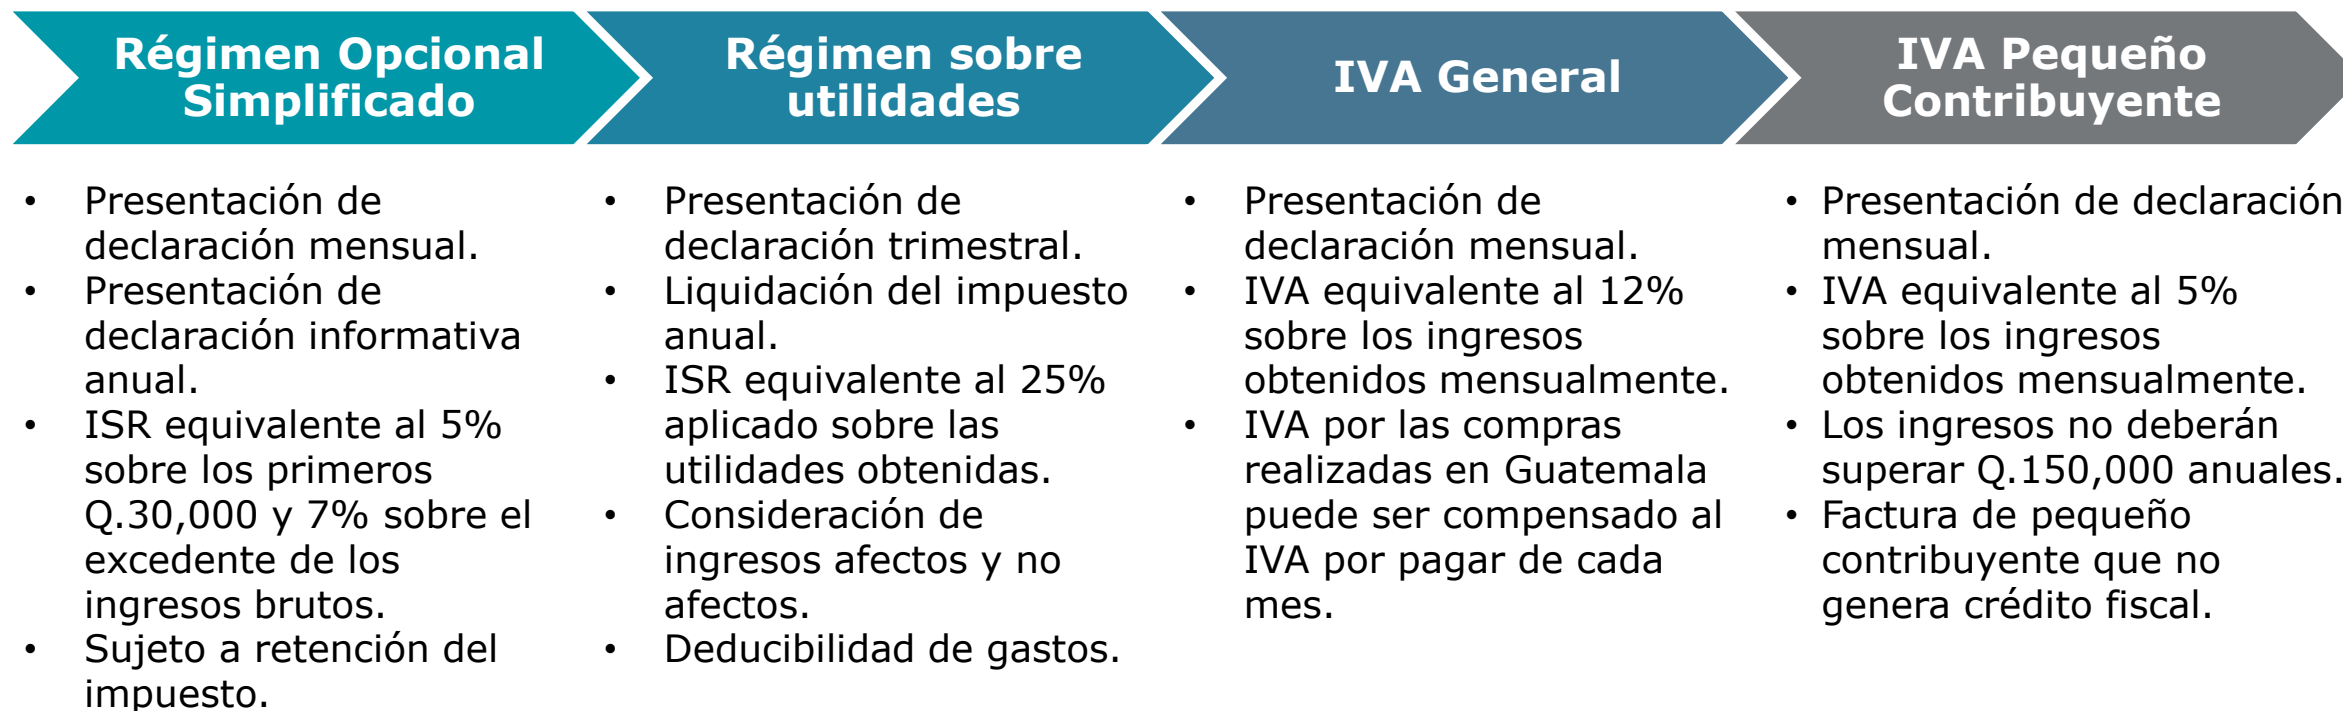 Régimen Opcional
Simplificado
Régimen sobre
utilidades
IVA General
IVA Pequeño
Contribuyente
• Presentación de
declaración mensual.
• Presentación de
declaración informativa
anual.
• ISR equivalente al 5%
sobre los primeros
Q.30,000 y 7% sobre el
excedente de los
ingresos brutos.
• Sujeto a retención del
impuesto.
• Presentación de
declaración trimestral.
• Liquidación del impuesto
anual.
• ISR equivalente al 25%
aplicado sobre las
utilidades obtenidas.
• Consideración de
ingresos afectos y no
afectos.
• Deducibilidad de gastos.
• Presentación de
declaración mensual.
• IVA equivalente al 12%
sobre los ingresos
obtenidos mensualmente.
• IVA por las compras
realizadas en Guatemala
puede ser compensado al
IVA por pagar de cada
mes.
• Presentación de declaración
mensual.
• IVA equivalente al 5%
sobre los ingresos
obtenidos mensualmente.
• Los ingresos no deberán
superar Q.150,000 anuales.
• Factura de pequeño
contribuyente que no
genera crédito fiscal.